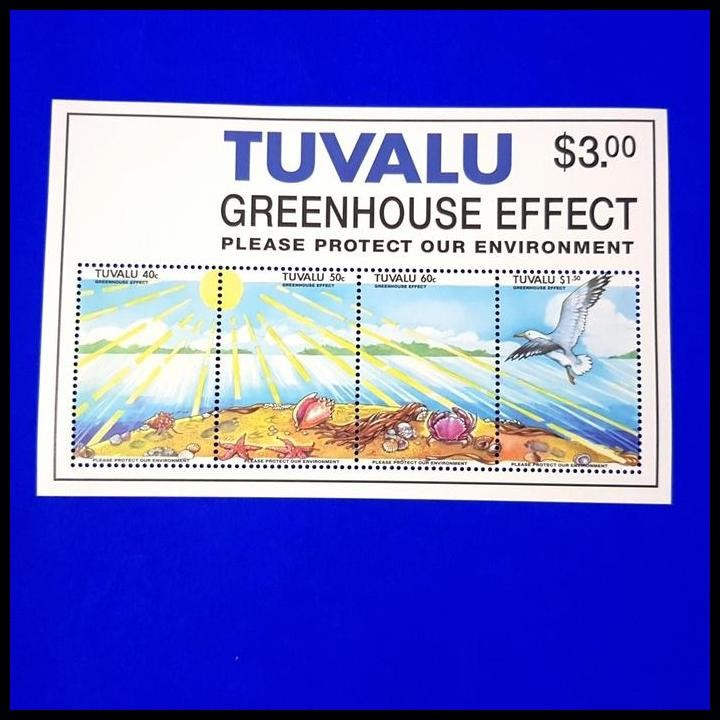 TUVALU $3.00
GREENHOUSE EFFECT
PLEASE PROTECT OUR ENVIRONMENT
TUVALU 40c
GREENHOUSE EFFECT
TUVALU 50c
GREENHOUSE EFFECT
TUVALU 60c
GREENHOUSE EFFECT
TUVALU $1.50
GREENHOUSE EFFECT
PLEASE PROTECT OUR ENVIRONMENT
PLEASE PROTECT OUR ENVIRONMENT
PLEASE PROTECT OUR ENVIRONMENT
PLEASE PROTECT OUR ENVIRONMENT